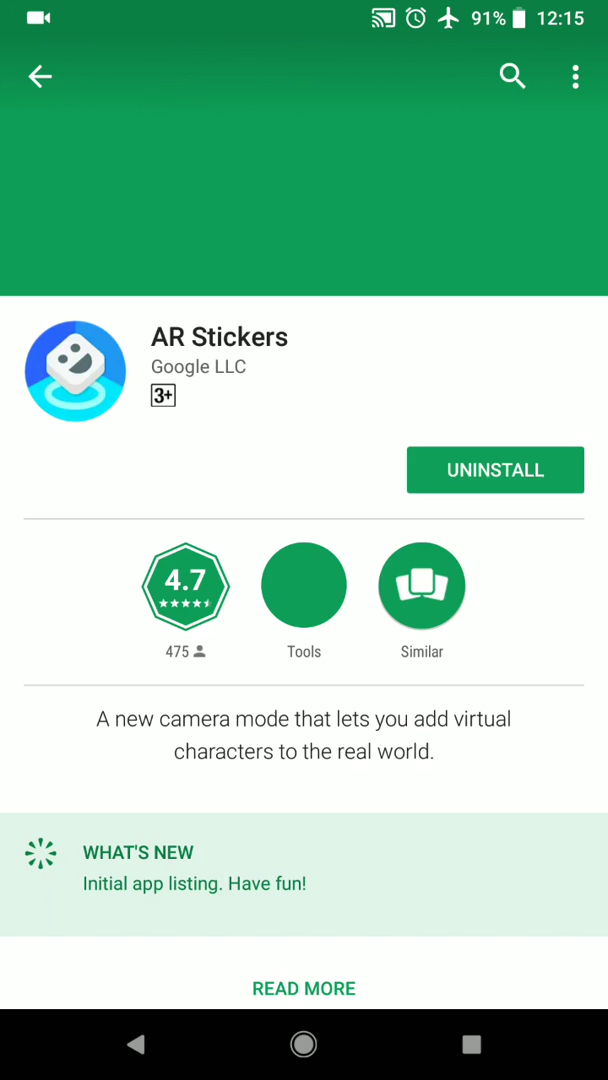 91% 12:15
AR Stickers
Google LLC
3+
UNINSTALL
4.7
475
Tools
Similar
A new camera mode that lets you add virtual
characters to the real world.
WHAT'S NEW
Initial app listing. Have fun!
READ MORE